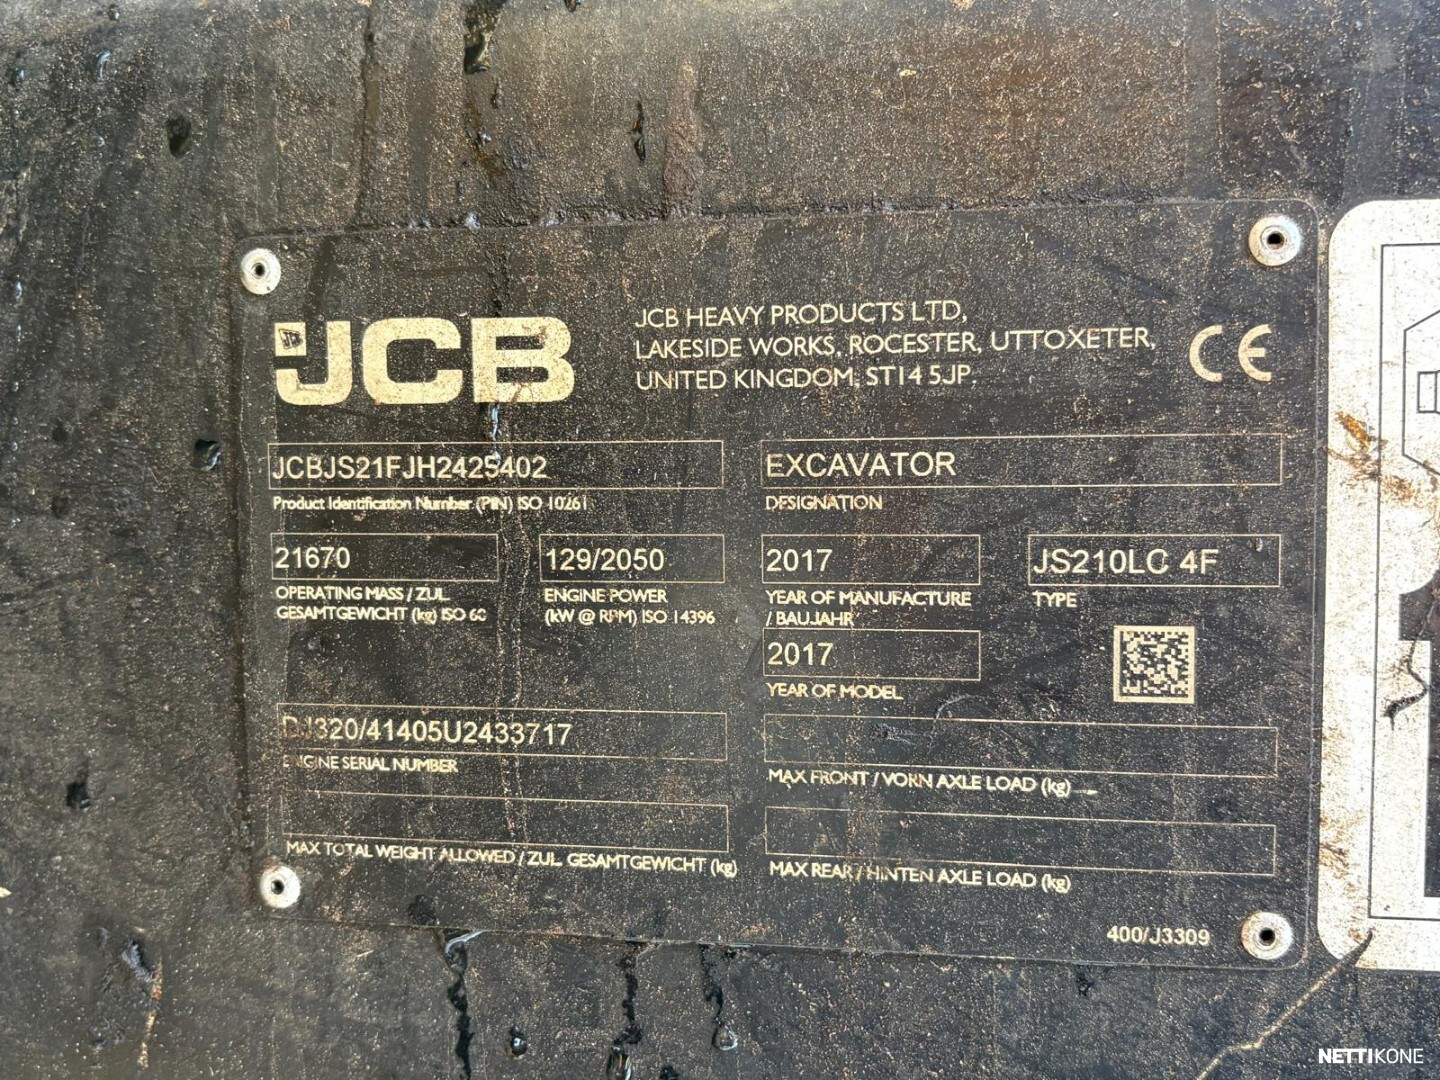 JCB
JCB HEAVY PRODUCTS LTD,
LAKESIDE WORKS, ROCESTER, UTTOXETER,
UNITED KINGDOM, ST14 5JP.
CE
JCBJS21FJH2425402
Product Identification Number (PIN) ISO 10261
EXCAVATOR
DESIGNATION
21670
OPERATING MASS / ZUL.
GESAMTGEWICHT (kg) ISO 60
129/2050
ENGINE POWER
(kW @ RPM) ISO 14396
2017
YEAR OF MANUFACTURE
/ BAUJAHR
JS210LC 4F
TYPE
2017
YEAR OF MODEL
DJ320/41405U2433717
ENGINE SERIAL NUMBER
MAX FRONT / VORN AXLE LOAD (kg)
MAX TOTAL WEIGHT ALLOWED / ZUL. GESAMTGEWICHT (kg)
MAX REAR / HINTEN AXLE LOAD (kg)
400/J3309
NETTIKONE